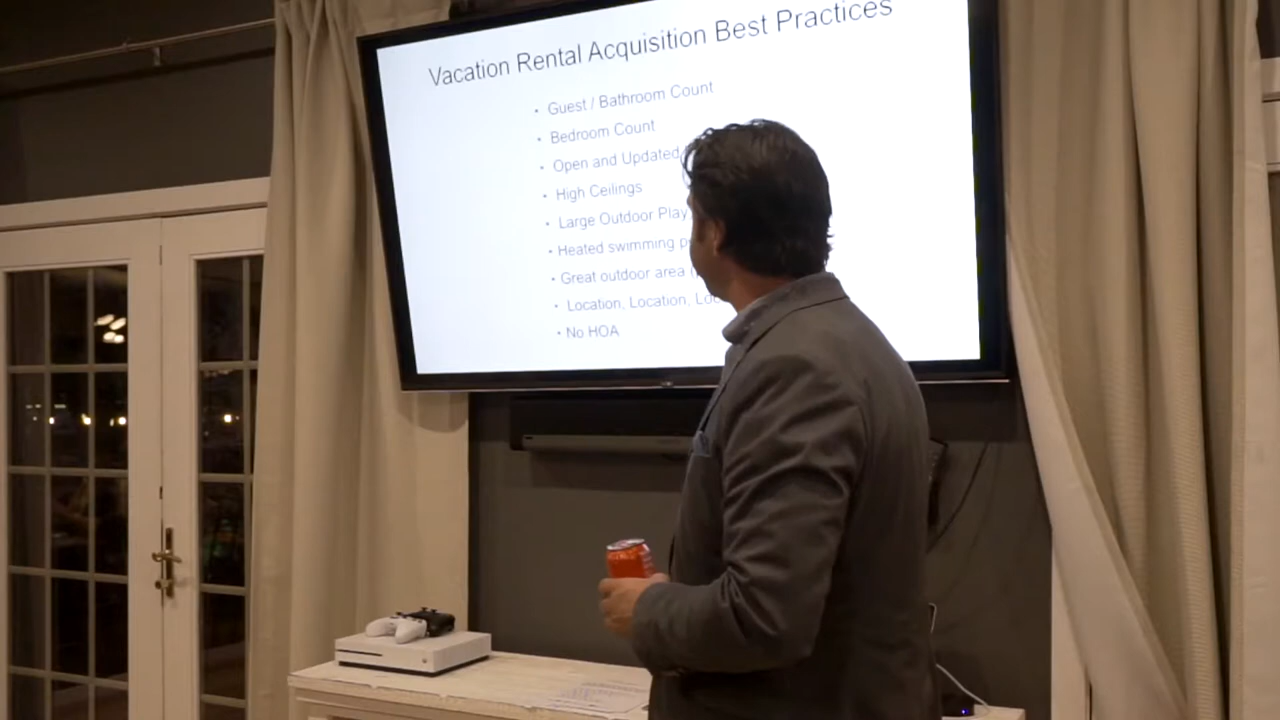 Vacation Rental Acquisition Best Practices
• Guest / Bathroom Count
• Bedroom Count
• Open and Updated
• High Ceilings
• Large Outdoor Play
• Heated swimming
• Great outdoor area
• Location, Location,
• No HOA